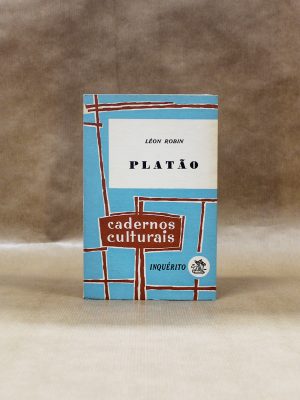 LÉON ROBIN
PLATÃO
cadernos
culturais
INQUÉRITO